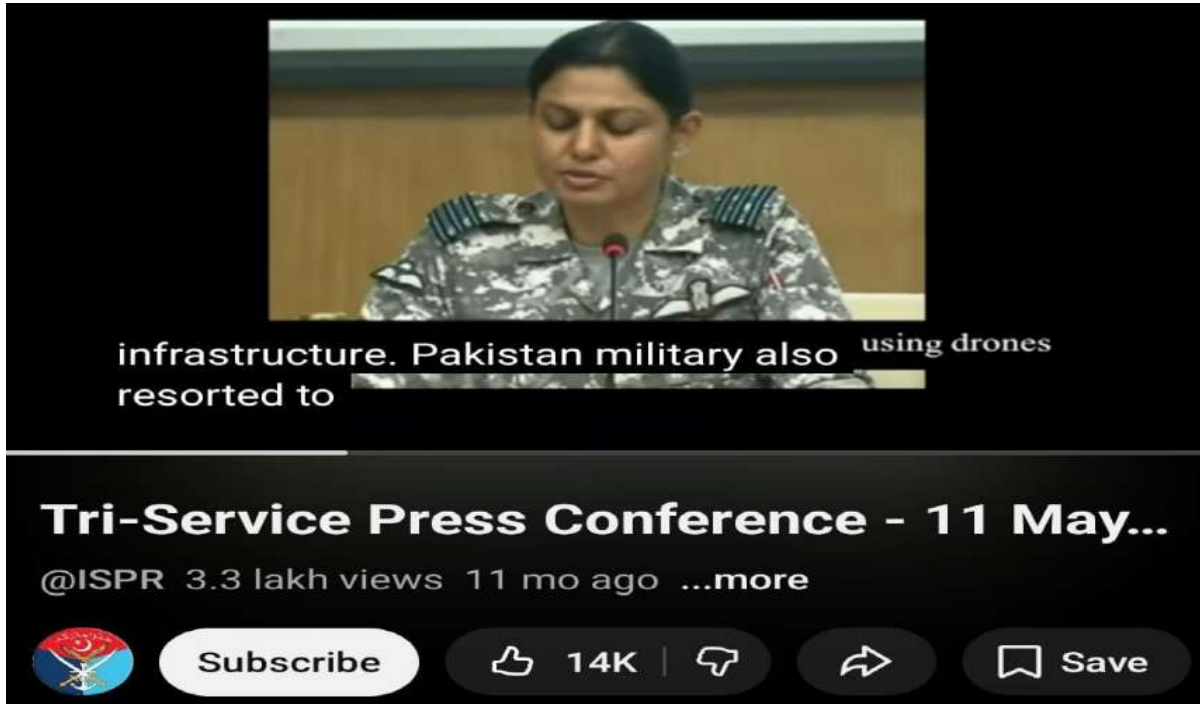 infrastructure. Pakistan military also using drones
resorted to
Tri-Service Press Conference - 11 May...
@ISPR 3.3 lakh views 11 mo ago ...more
Subscribe 14K Save